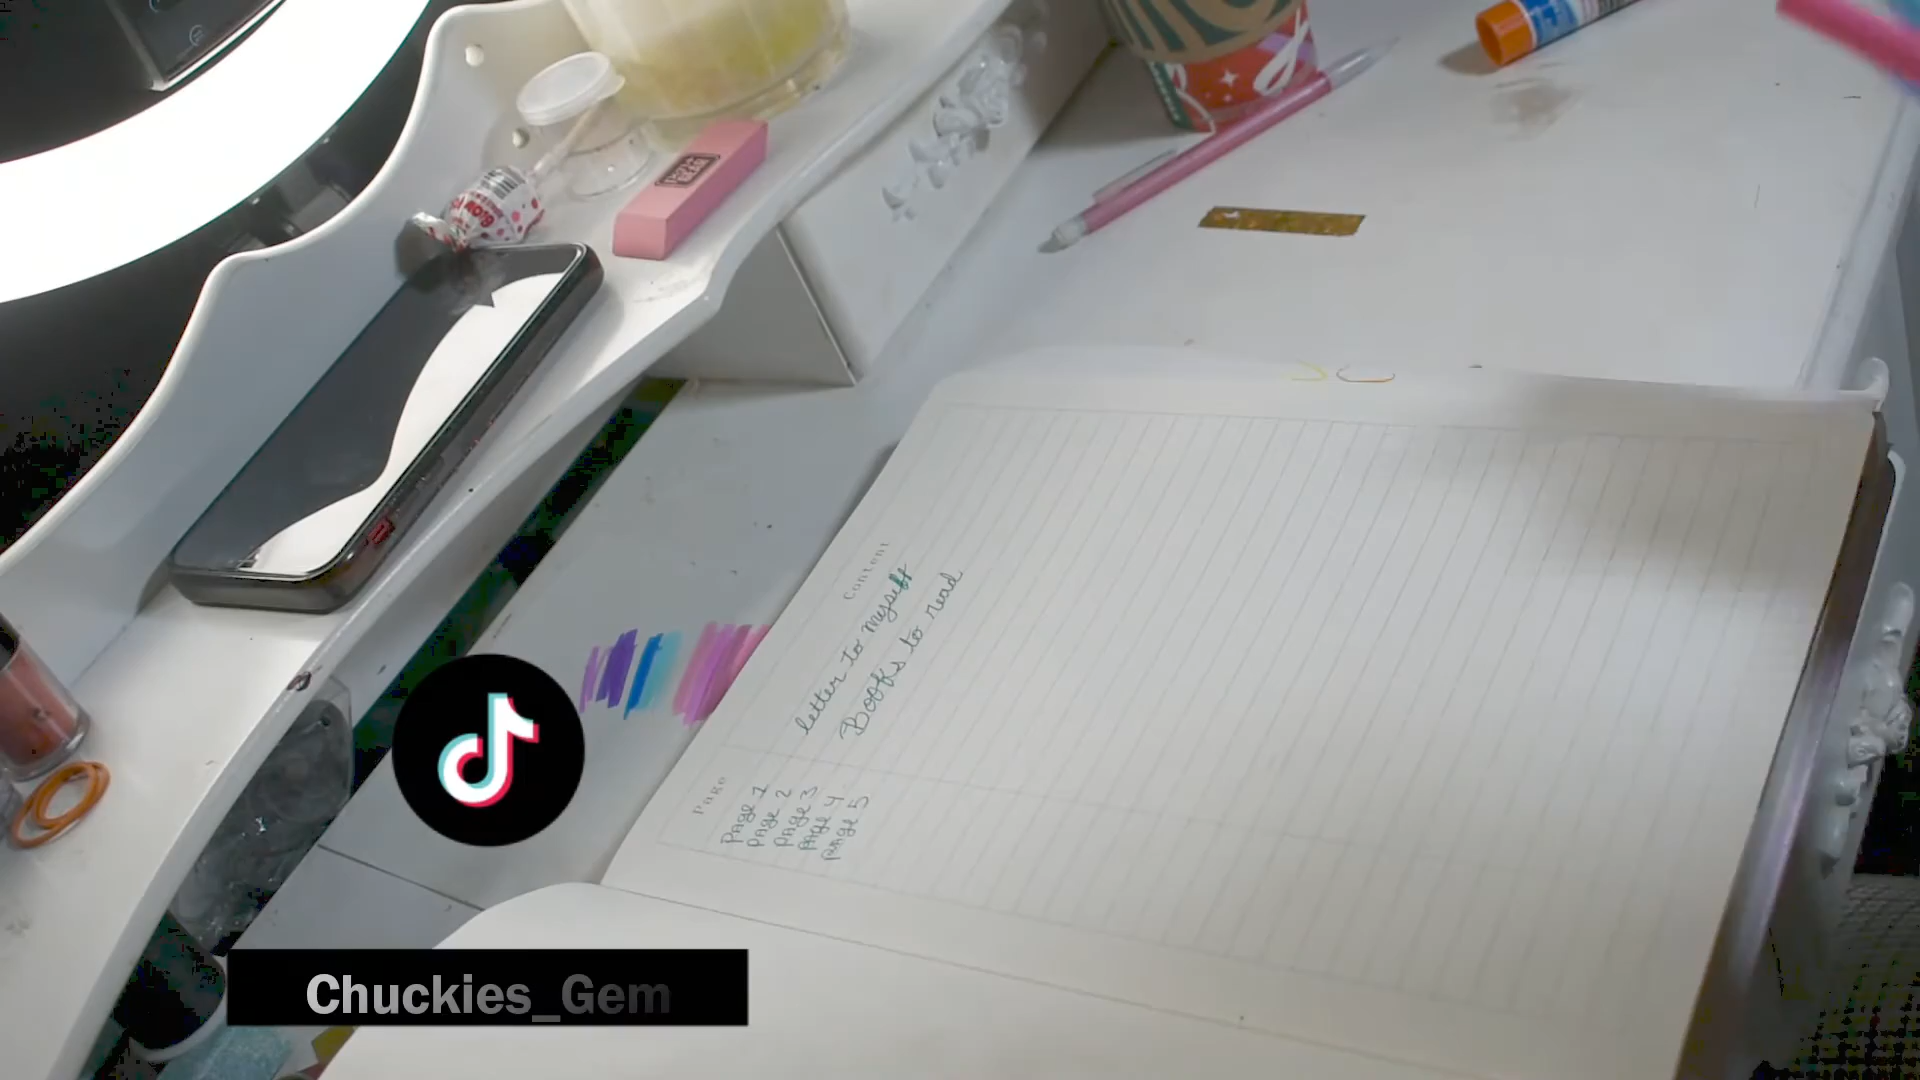 Content
letter to myself
Books to read
Page
Page 1
page 2
page 3
page 4
page 5
Chuckies_Gem